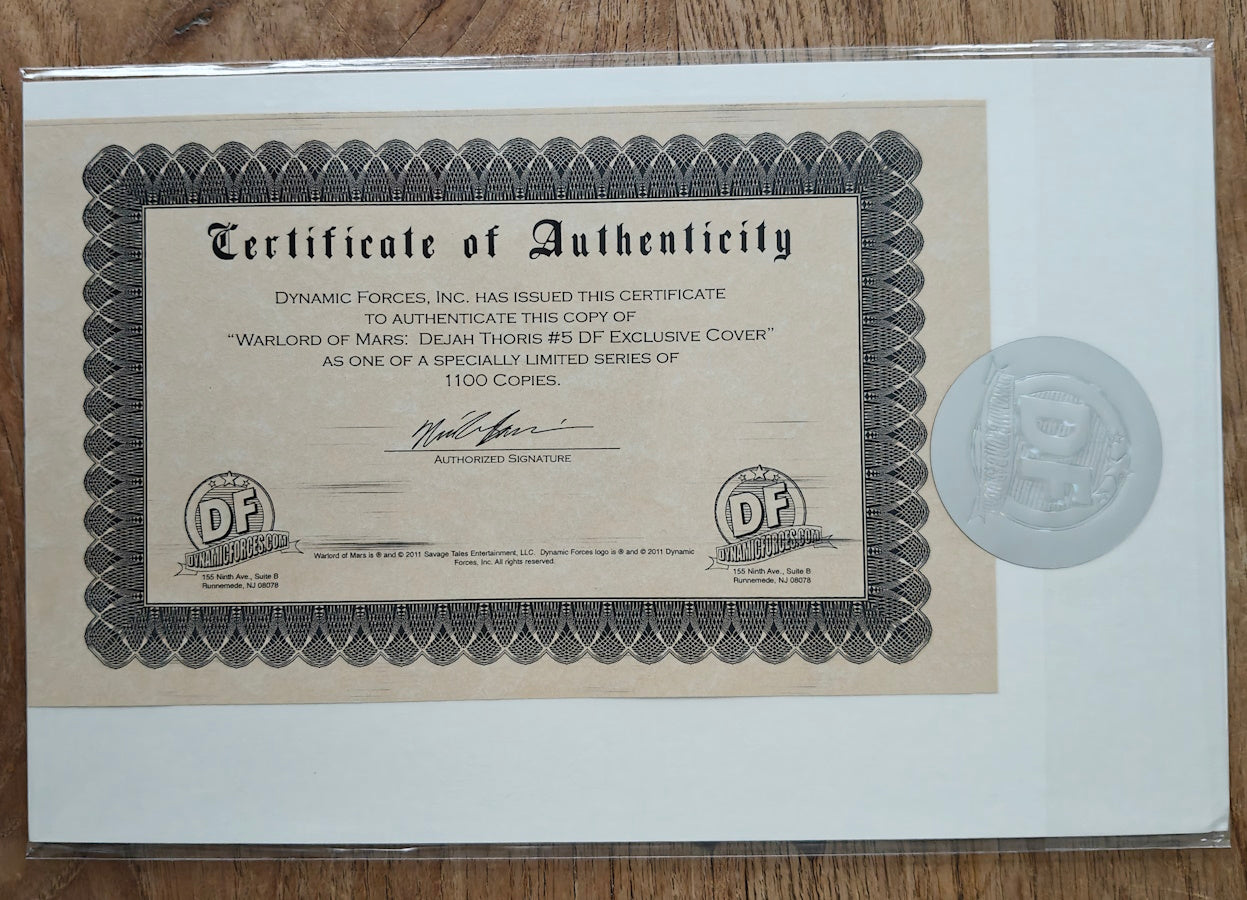 Certificate of Authenticity
DYNAMIC FORCES, INC. HAS ISSUED THIS CERTIFICATE
TO AUTHENTICATE THIS COPY OF
“WARLORD OF MARS: DEJAH THORIS #5 DF EXCLUSIVE COVER”
AS ONE OF A SPECIALLY LIMITED SERIES OF
1100 COPIES.
AUTHORIZED SIGNATURE
DF
DYNAMICFORCES.COM
155 Ninth Ave., Suite B
Runnemede, NJ 08078
Warlord of Mars is ® and © 2011 Savage Tales Entertainment, LLC. Dynamic Forces logo is ® and © 2011 Dynamic
Forces, Inc. All rights reserved.
DF
DYNAMICFORCES.COM
155 Ninth Ave., Suite B
Runnemede, NJ 08078
DF